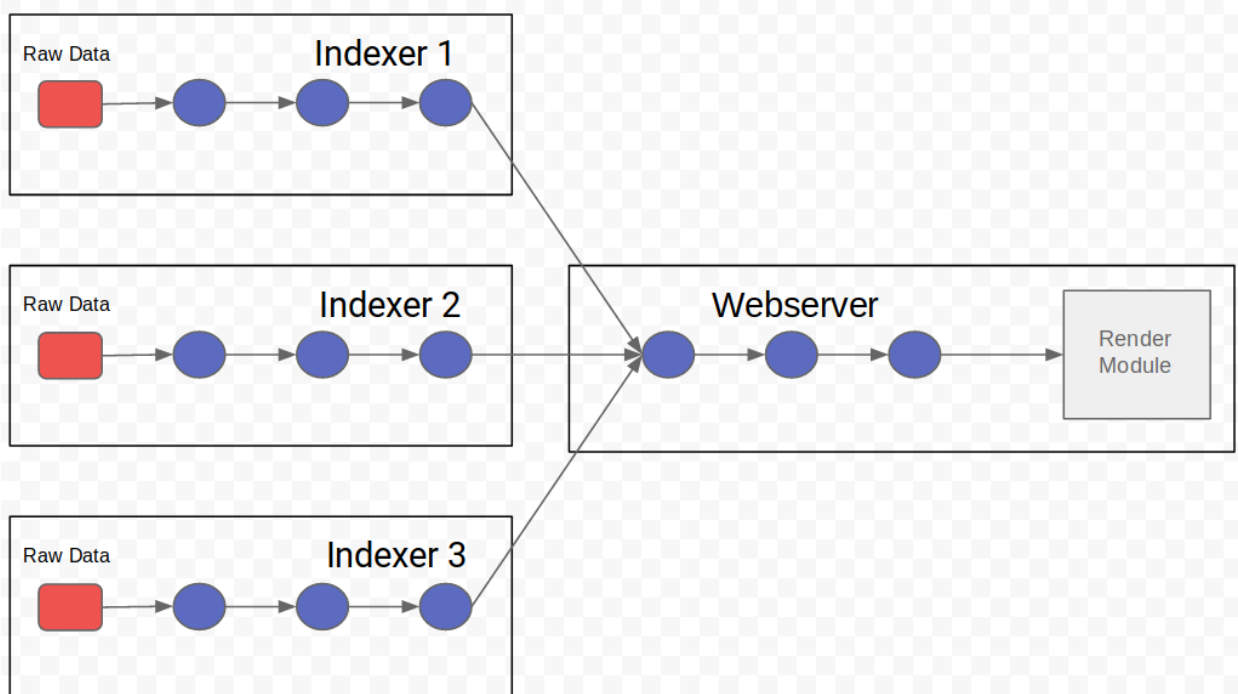 Raw Data
Indexer 1
Raw Data
Indexer 2
Webserver
Render
Module
Raw Data
Indexer 3